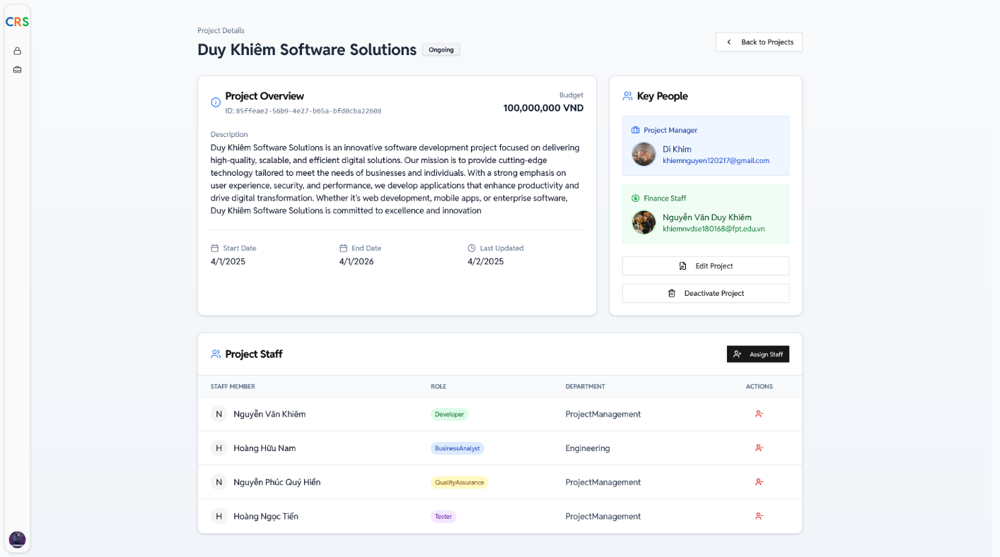 CRS
Project Details
Duy Khiêm Software Solutions
Ongoing
Back to Projects
Project Overview
ID: 85ffeae2-56b9-4e27-b65a-bfd0cba22608
Budget
100,000,000 VND
Description
Duy Khiêm Software Solutions is an innovative software development project focused on delivering
high-quality, scalable, and efficient digital solutions. Our mission is to provide cutting-edge
technology tailored to meet the needs of businesses and individuals. With a strong emphasis on
user experience, security, and performance, we develop applications that enhance productivity and
drive digital transformation. Whether it's web development, mobile apps, or enterprise software,
Duy Khiêm Software Solutions is committed to excellence and innovation
Start Date
4/1/2025
End Date
4/1/2026
Last Updated
4/2/2025
Key People
Project Manager
Di Khim
khiemnguyen120217@gmail.com
Finance Staff
Nguyễn Văn Duy Khiêm
khiemnvdse180168@fpt.edu.vn
Edit Project
Deactivate Project
Project Staff
Assign Staff
STAFF MEMBER ROLE DEPARTMENT ACTIONS
N Nguyễn Văn Khiêm Developer ProjectManagement
H Hoàng Hữu Nam BusinessAnalyst Engineering
N Nguyễn Phúc Quý Hiển QualityAssurance ProjectManagement
H Hoàng Ngọc Tiến Tester ProjectManagement